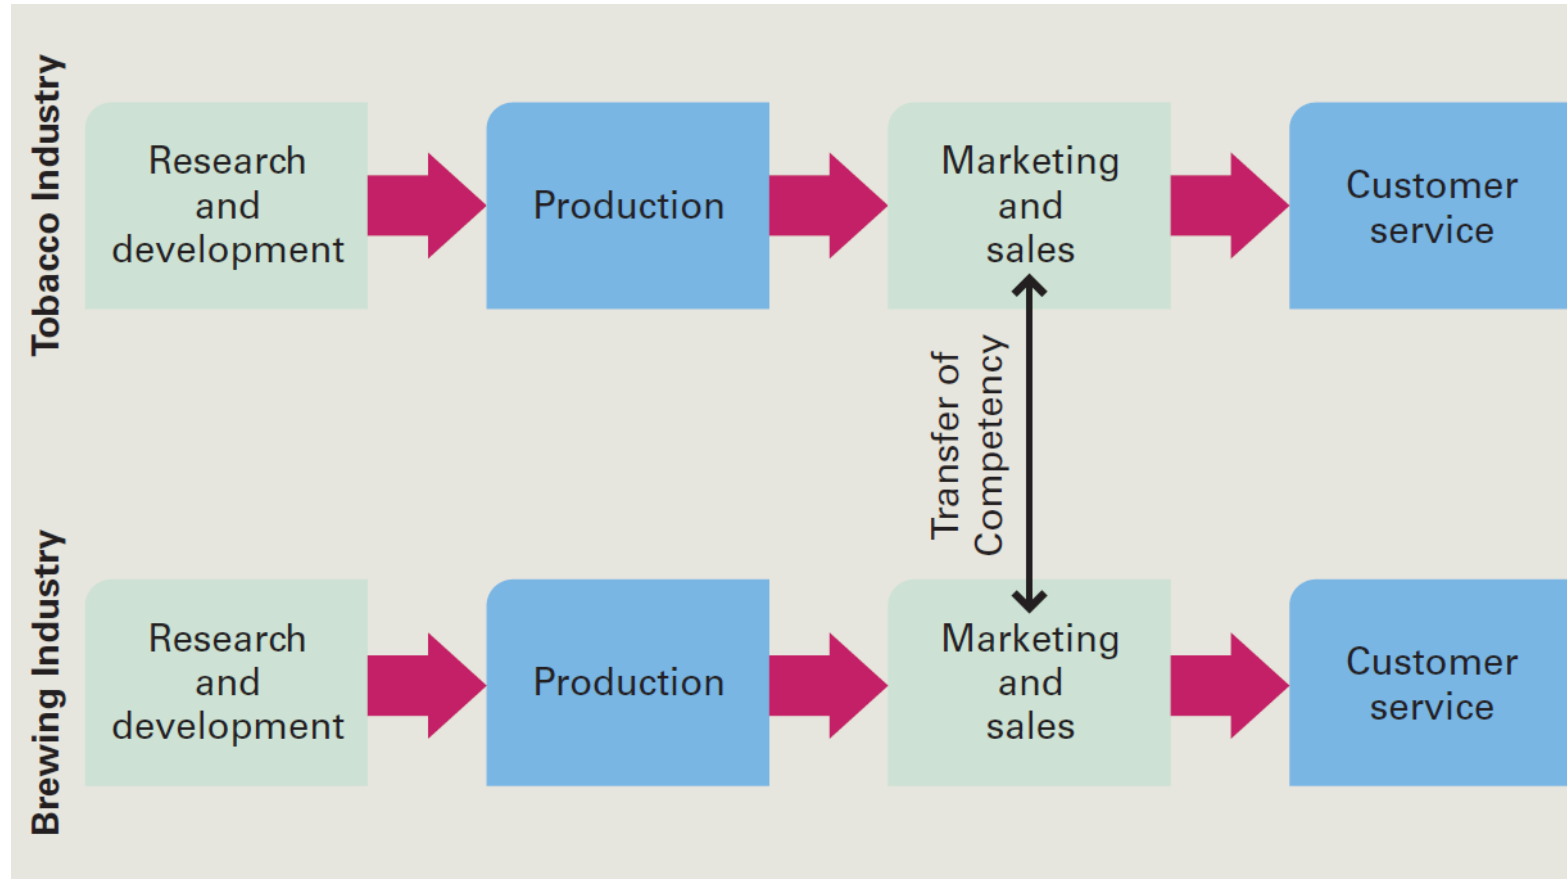 Tobacco Industry
Research
and
development
Production
Marketing
and
sales
Customer
service
Transfer of
Competency
Brewing Industry
Research
and
development
Production
Marketing
and
sales
Customer
service